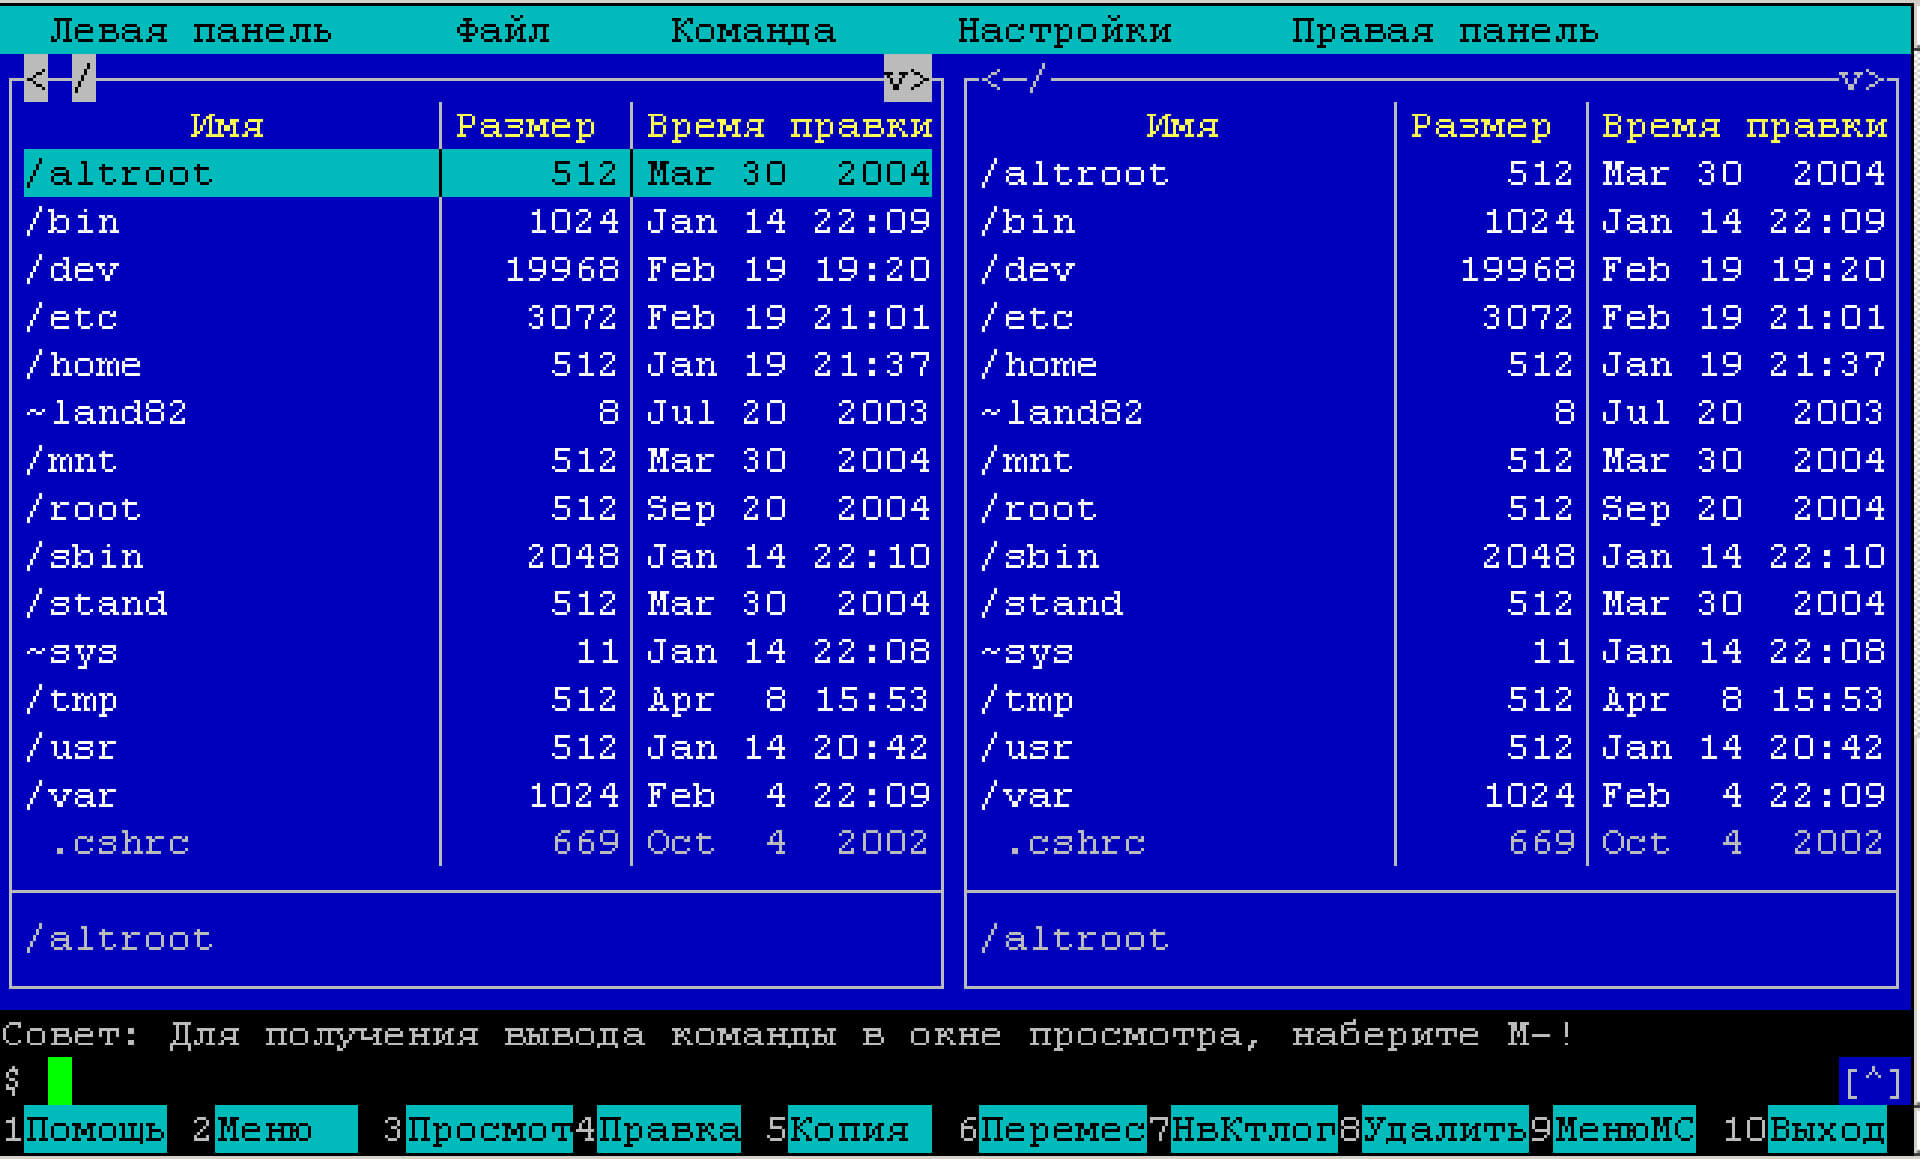 Левая панель Файл Команда Настройки Правая панель
< / v> < / v>
Имя Размер Время правки Имя Размер Время правки
/altroot 512 Mar 30 2004 /altroot 512 Mar 30 2004
/bin 1024 Jan 14 22:09 /bin 1024 Jan 14 22:09
/dev 19968 Feb 19 19:20 /dev 19968 Feb 19 19:20
/etc 3072 Feb 19 21:01 /etc 3072 Feb 19 21:01
/home 512 Jan 19 21:37 /home 512 Jan 19 21:37
~land82 8 Jul 20 2003 ~land82 8 Jul 20 2003
/mnt 512 Mar 30 2004 /mnt 512 Mar 30 2004
/root 512 Sep 20 2004 /root 512 Sep 20 2004
/sbin 2048 Jan 14 22:10 /sbin 2048 Jan 14 22:10
/stand 512 Mar 30 2004 /stand 512 Mar 30 2004
~sys 11 Jan 14 22:08 ~sys 11 Jan 14 22:08
/tmp 512 Apr 8 15:53 /tmp 512 Apr 8 15:53
/usr 512 Jan 14 20:42 /usr 512 Jan 14 20:42
/var 1024 Feb 4 22:09 /var 1024 Feb 4 22:09
.cshrc 669 Oct 4 2002 .cshrc 669 Oct 4 2002
/altroot /altroot
Совет: Для получения вывода команды в окне просмотра, наберите M-!
$ [^]
1Помощь 2Меню 3Просмот4Правка 5Копия 6Перемес7НвКтлог8Удалить9МенюМС 10Выход